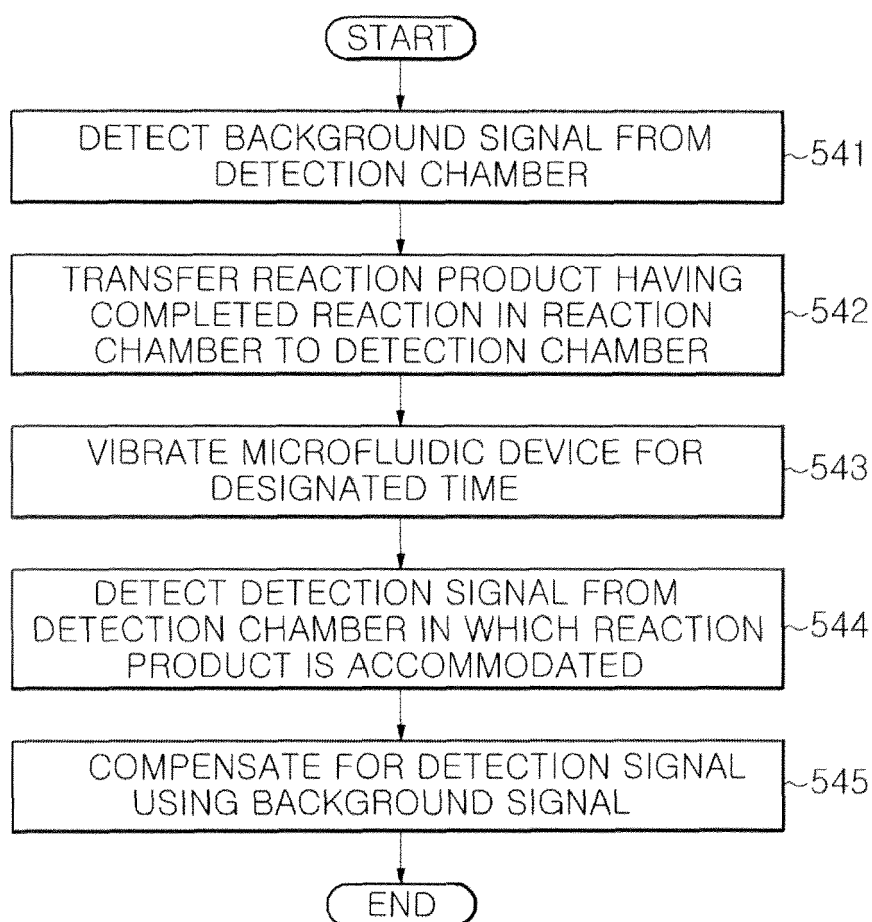 START
DETECT BACKGROUND SIGNAL FROM
DETECTION CHAMBER
541
TRANSFER REACTION PRODUCT HAVING
COMPLETED REACTION IN REACTION
CHAMBER TO DETECTION CHAMBER
542
VIBRATE MICROFLUIDIC DEVICE FOR
DESIGNATED TIME
543
DETECT DETECTION SIGNAL FROM
DETECTION CHAMBER IN WHICH REACTION
PRODUCT IS ACCOMMODATED
544
COMPENSATE FOR DETECTION SIGNAL
USING BACKGROUND SIGNAL
545
END